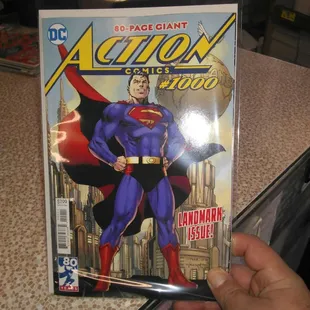 80-PAGE GIANT
DC
ACTION
COMICS
#1000
LANDMARK
ISSUE!
80